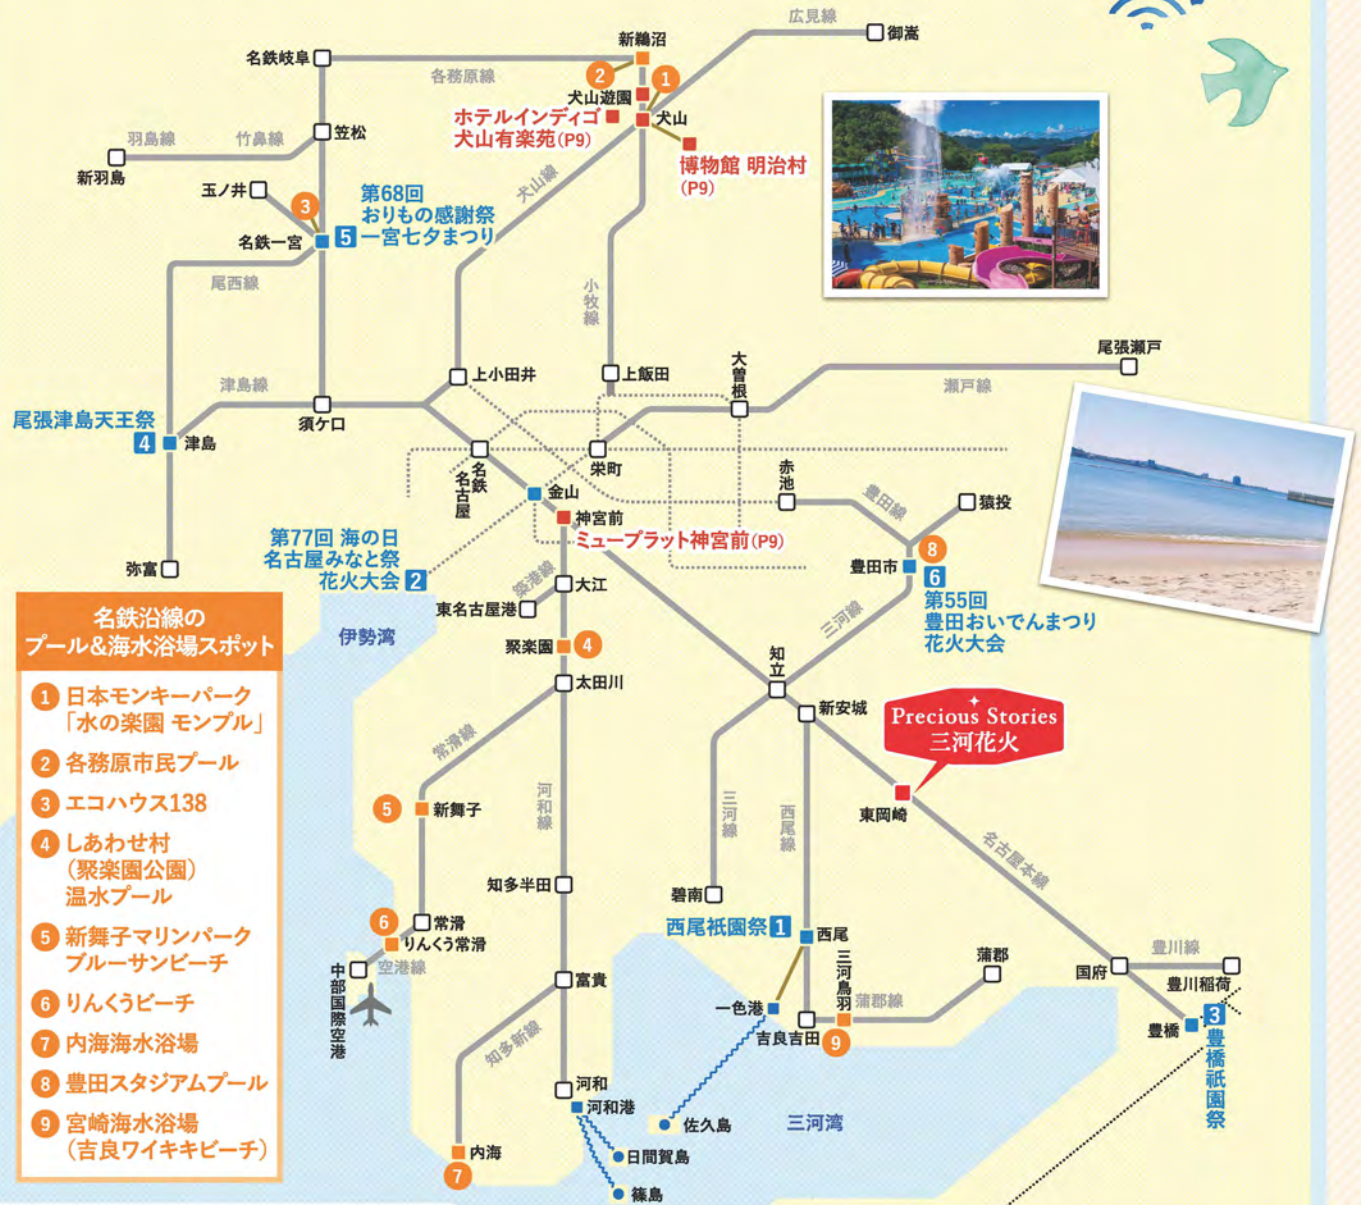 広見線
御嵩
新鵜沼
名鉄岐阜
各務原線
2
1
犬山遊園
ホテルインディゴ
犬山有楽苑(P9)
犬山
博物館 明治村
(P9)
羽島線
竹鼻線
笠松
新羽島
玉ノ井
3
第68回
おりもの感謝祭
一宮七夕まつり
5
名鉄一宮
犬山線
尾西線
小牧線
尾張瀬戸
大曽根
上小田井
上飯田
瀬戸線
津島線
須ケ口
尾張津島天王祭
4
津島
名鉄名古屋
栄町
赤池
豊田線
猿投
金山
神宮前
ミュープラット神宮前(P9)
第77回 海の日
名古屋みなと祭
花火大会
2
弥富
築港線
大江
東名古屋港
豊田市
8
6
第55回
豊田おいでんまつり
花火大会
三河線
伊勢湾
聚楽園
4
太田川
知立
新安城
Precious Stories
三河花火
東岡崎
常滑線
新舞子
5
河和線
三河線
西尾線
名古屋本線
知多半田
碧南
西尾祇園祭
1
西尾
6
常滑
りんくう常滑
空港線
中部国際空港
富貴
知多新線
三河鳥羽
蒲郡
蒲郡線
一色港
吉良吉田
9
国府
豊川線
豊川稲荷
豊橋
3
豊橋祇園祭
河和
河和港
佐久島
三河湾
日間賀島
篠島
内海
7
名鉄沿線の
プール&海水浴場スポット
1 日本モンキーパーク
「水の楽園 モンプル」
2 各務原市民プール
3 エコハウス138
4 しあわせ村
(聚楽園公園)
温水プール
5 新舞子マリンパーク
ブルーサンビーチ
6 りんくうビーチ
7 内海海水浴場
8 豊田スタジアムプール
9 宮崎海水浴場
(吉良ワイキキビーチ)